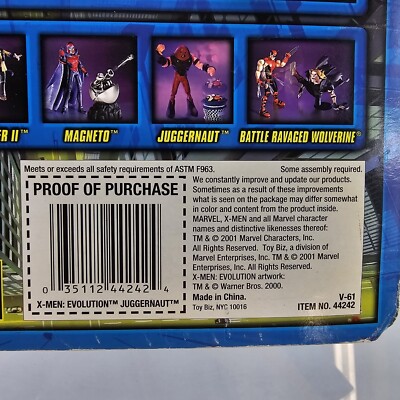 ER II™ MAGNETO™ JUGGERNAUT™ BATTLE RAVAGED WOLVERINE®
Meets or exceeds all safety requirements of ASTM F963. Some assembly required.
PROOF OF PURCHASE
0 35112 44242 4
X-MEN: EVOLUTION™ JUGGERNAUT™
We constantly improve and update our products.
Sometimes as a result of these improvements
what is seen on the package may differ somewhat
in color and construction from the final product.
MARVEL, X-MEN and all Marvel character
names and distinctive likenesses thereof:
TM & © 2001 Marvel Characters, Inc.
All Rights Reserved. Toy Biz, a division of
Marvel Enterprises, Inc. TM & © 2001 Marvel
Enterprises, Inc. All Rights Reserved.
X-MEN: EVOLUTION artwork:
TM & © Warner Bros. 2000.
Made in China.
Toy Biz, NYC 10016
V-61
ITEM NO. 44242